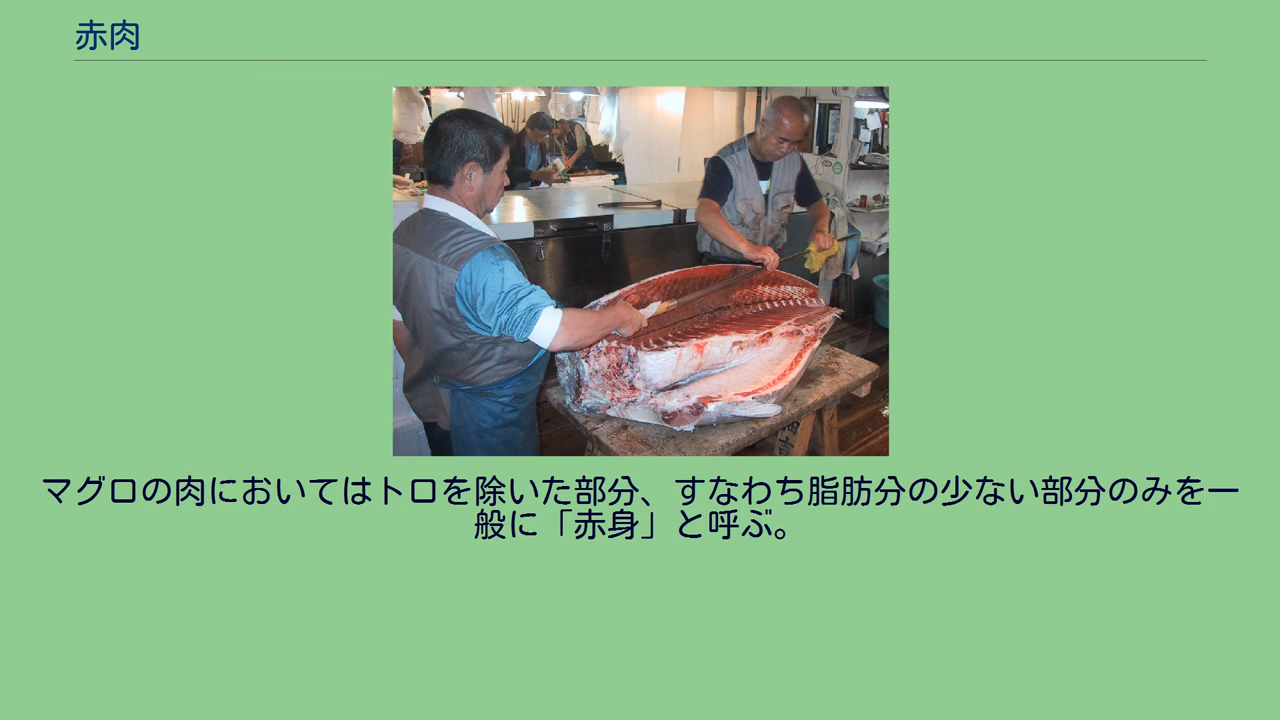 赤肉
マグロの肉においてはトロを除いた部分、すなわち脂肪分の少ない部分のみを一
般に「赤身」と呼ぶ。